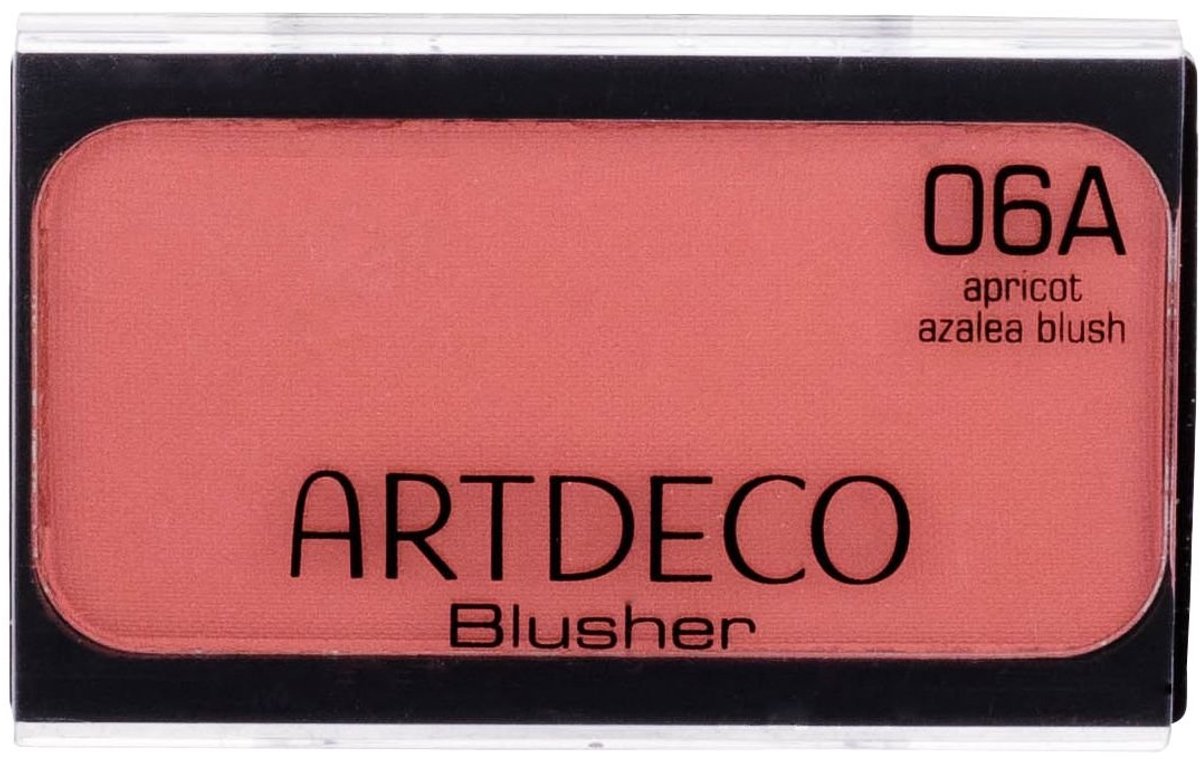 06A
apricot
azalea blush
ARTDECO
Blusher